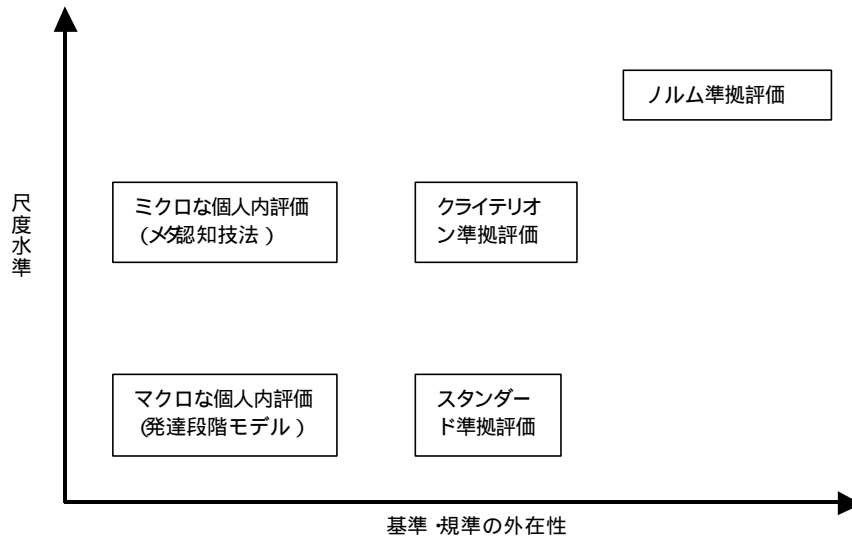 ノルム準拠評価
尺度水準
ミクロな個人内評価
(メタ認知技法)
クライテリオ
ン準拠評価
マクロな個人内評価
(発達段階モデル)
スタンダー
ド準拠評価
基準・規準の外在性